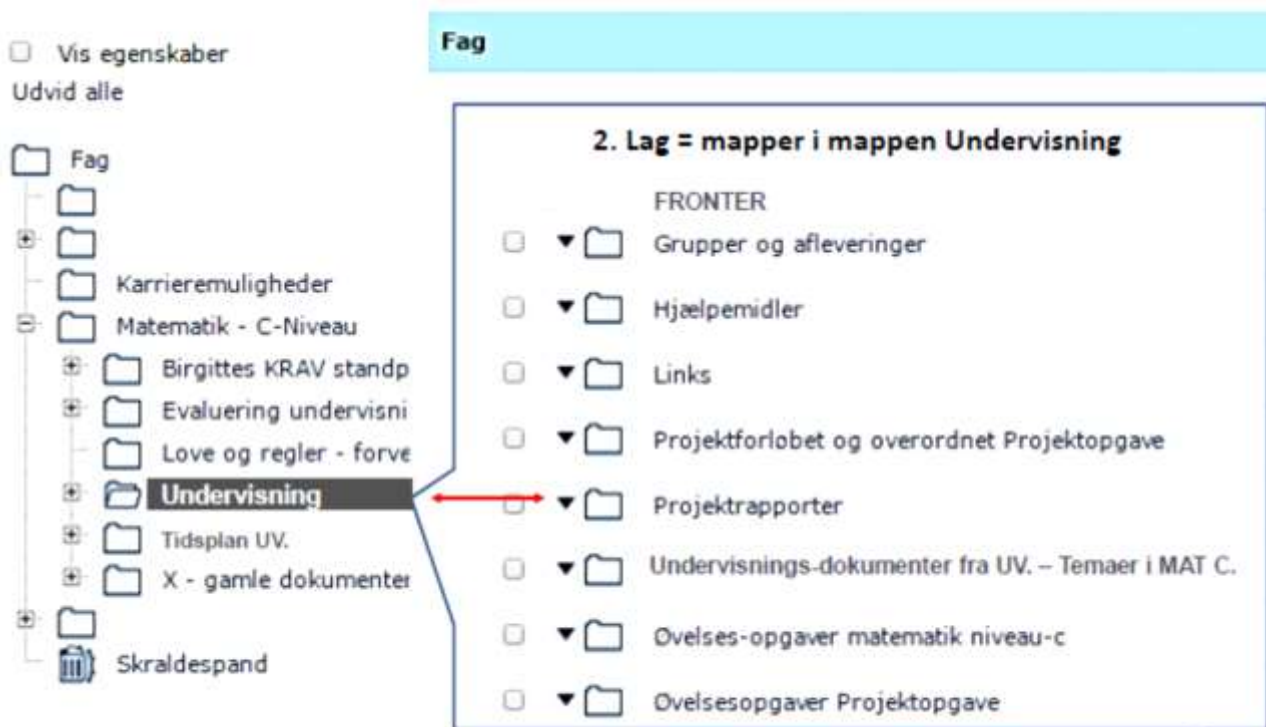 Vis egenskaber
Udvid alle
Fag
Karrieremuligheder
Matematik - C-Niveau
Birgittes KRAV standp
Evaluering undervisni
Love og regler - forve
Undervisning
Tidsplan UV.
X - gamle dokumenter
Skraldespand
Fag
2. Lag = mapper i mappen Undervisning
FRONTER
Grupper og afleveringer
Hjælpemidler
Links
Projektforløbet og overordnet Projektopgave
Projektrapporter
Undervisnings-dokumenter fra UV. – Temaer i MAT C.
Øvelses-opgaver matematik niveau-c
Øvelsesopgaver Projektopgave